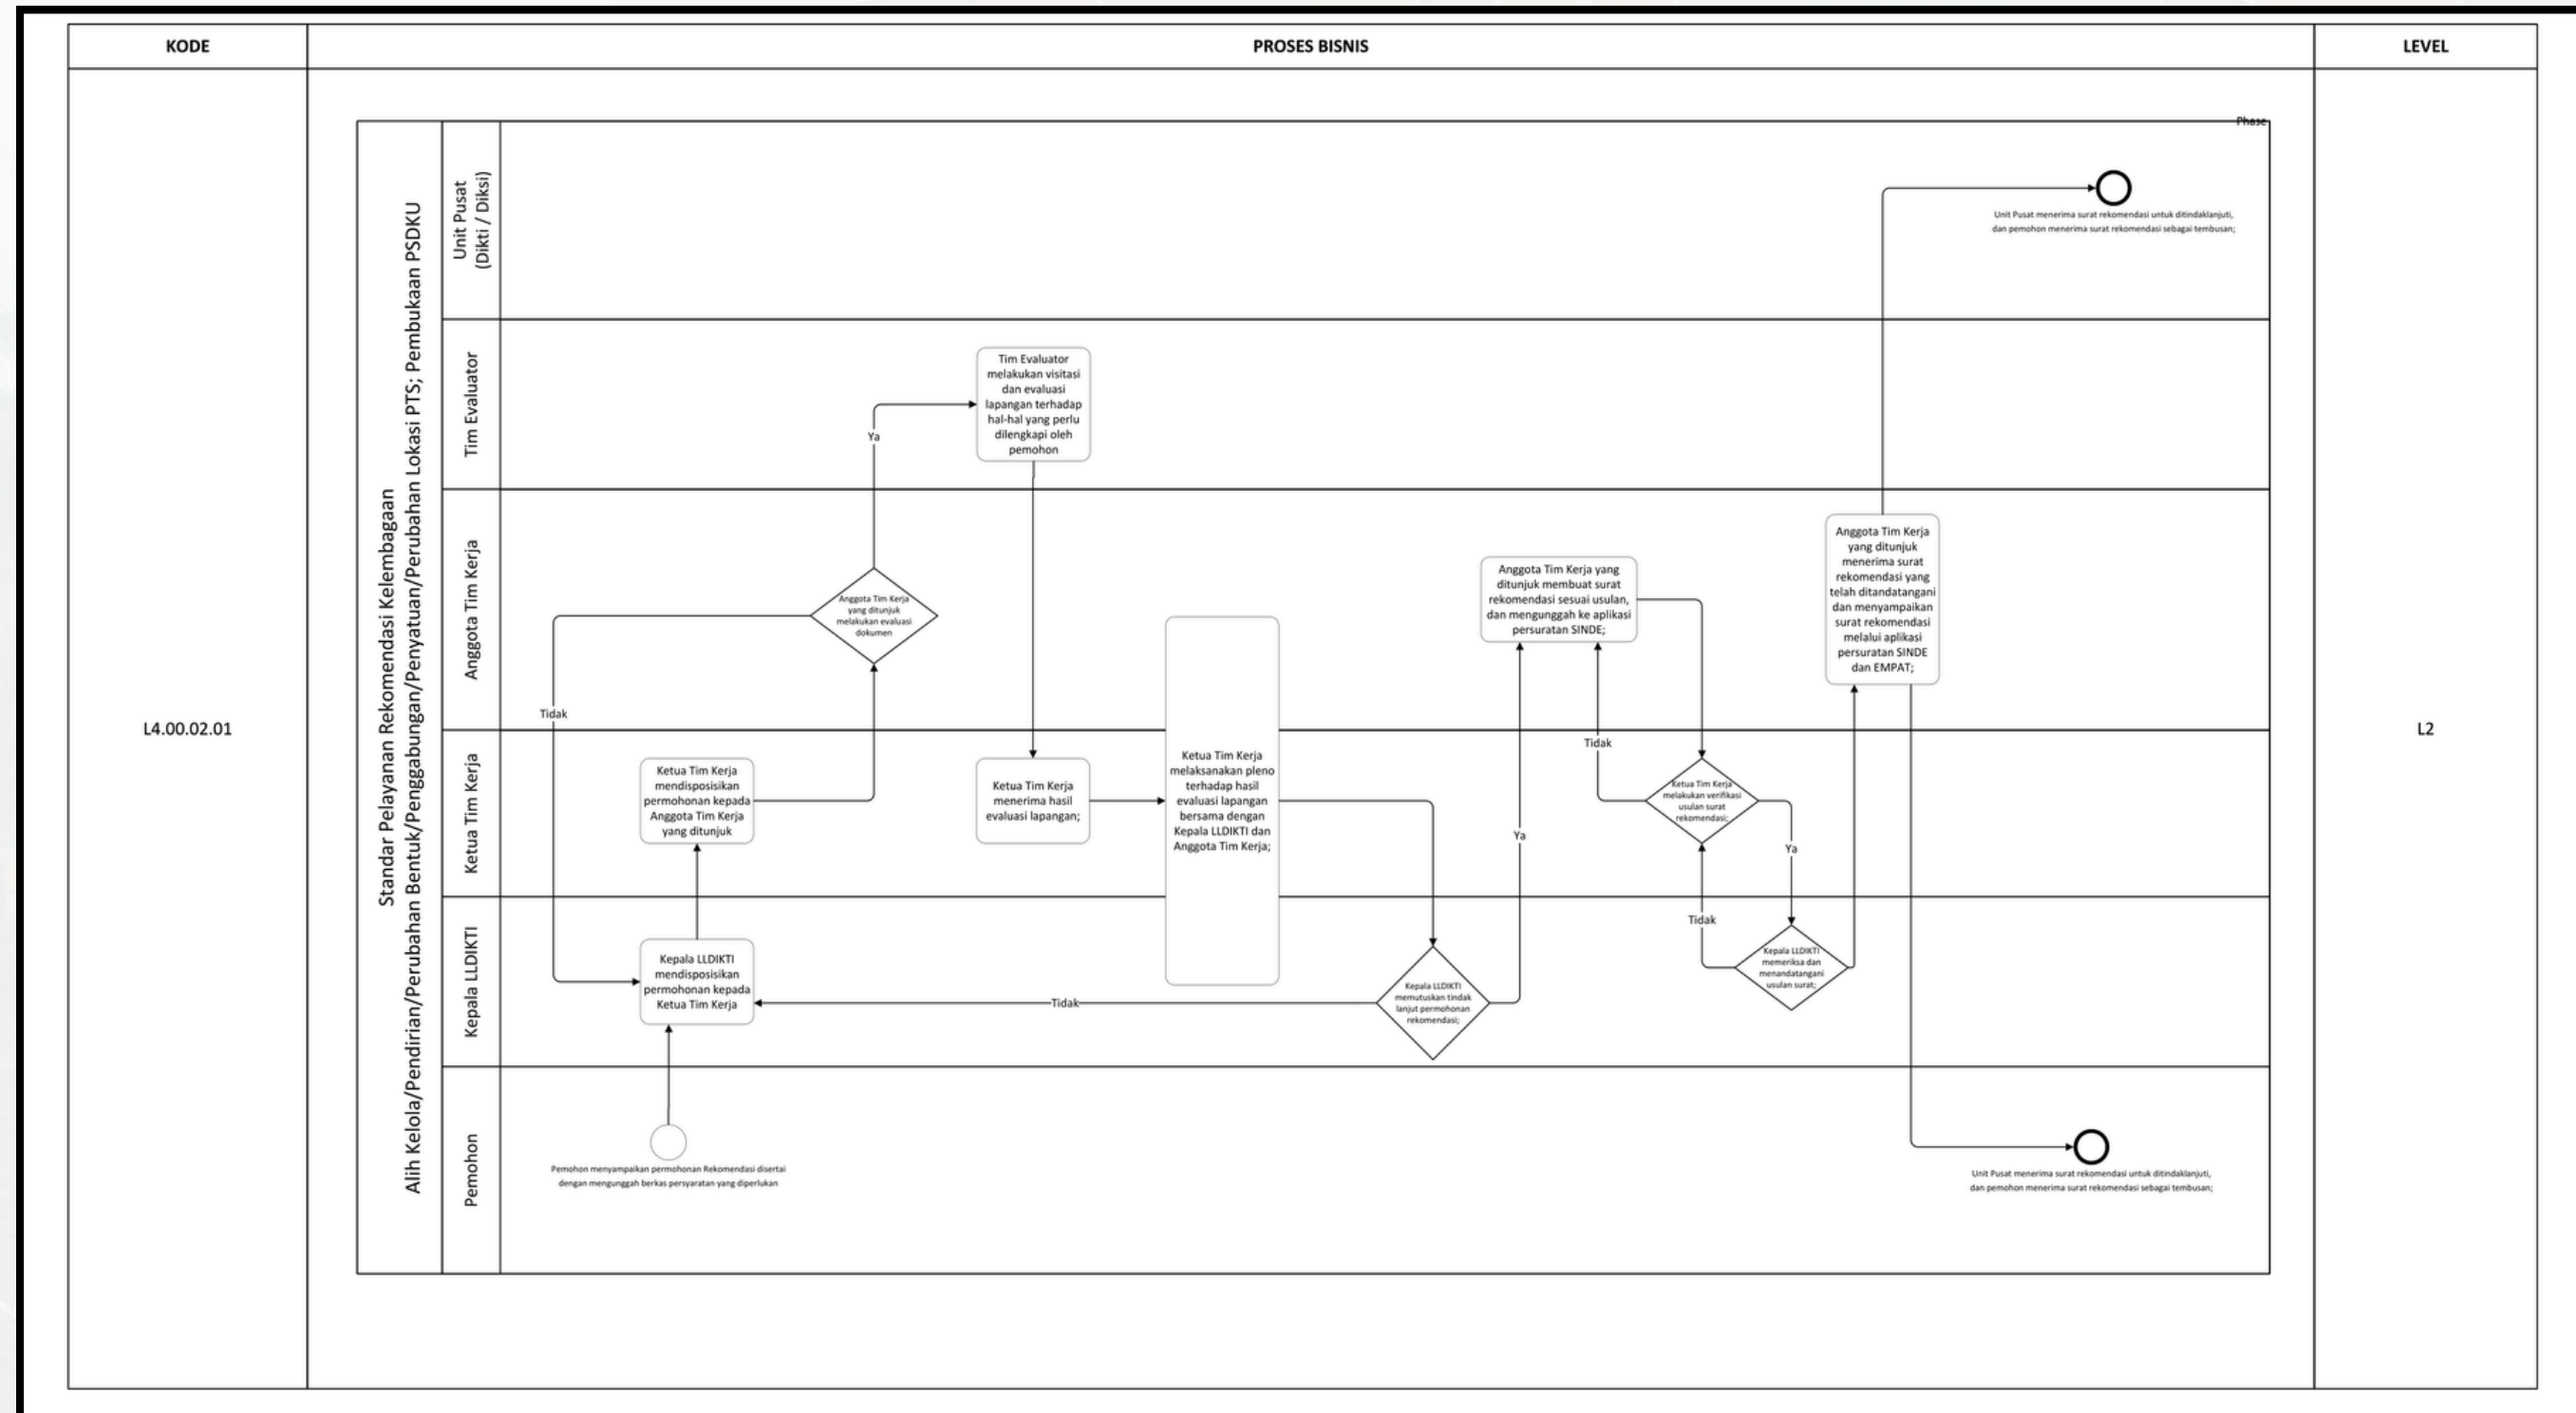 KODE
PROSES BISNIS
LEVEL
L4.00.02.01
L2
Phase
Standar Pelayanan Rekomendasi Kelembagaan
Alih Kelola/Pendirian/Perubahan Bentuk/Penggabungan/Penyatuan/Perubahan Lokasi PTS; Pembukaan PSDKU
Unit Pusat
(Dikti / Diksi)
Unit Pusat menerima surat rekomendasi untuk ditindaklanjuti,
dan pemohon menerima surat rekomendasi sebagai tembusan;
Tim Evaluator
Tim Evaluator
melakukan visitasi
dan evaluasi
lapangan terhadap
hal-hal yang perlu
dilengkapi oleh
pemohon
Ya
Anggota Tim Kerja
Anggota Tim Kerja
yang ditunjuk
melakukan evaluasi
dokumen
Tidak
Anggota Tim Kerja yang
ditunjuk membuat surat
rekomendasi sesuai usulan,
dan mengunggah ke aplikasi
persuratan SINDE;
Anggota Tim Kerja
yang ditunjuk
menerima surat
rekomendasi yang
telah ditandatangani
dan menyampaikan
surat rekomendasi
melalui aplikasi
persuratan SINDE
dan EMPAT;
Ketua Tim Kerja
Ketua Tim Kerja
mendisposisikan
permohonan kepada
Anggota Tim Kerja
yang ditunjuk
Ketua Tim Kerja
menerima hasil
evaluasi lapangan;
Ketua Tim Kerja
melaksanakan pleno
terhadap hasil
evaluasi lapangan
bersama dengan
Kepala LLDIKTI dan
Anggota Tim Kerja;
Ya
Tidak
Ketua Tim Kerja
melakukan verifikasi
usulan surat
rekomendasi;
Ya
Kepala LLDIKTI
Kepala LLDIKTI
mendisposisikan
permohonan kepada
Ketua Tim Kerja
Tidak
Kepala LLDIKTI
memutuskan tindak
lanjut permohonan
rekomendasi;
Tidak
Kepala LLDIKTI
memeriksa dan
menandatangani
usulan surat;
Pemohon
Pemohon menyampaikan permohonan Rekomendasi disertai
dengan mengunggah berkas persyaratan yang diperlukan
Unit Pusat menerima surat rekomendasi untuk ditindaklanjuti,
dan pemohon menerima surat rekomendasi sebagai tembusan;